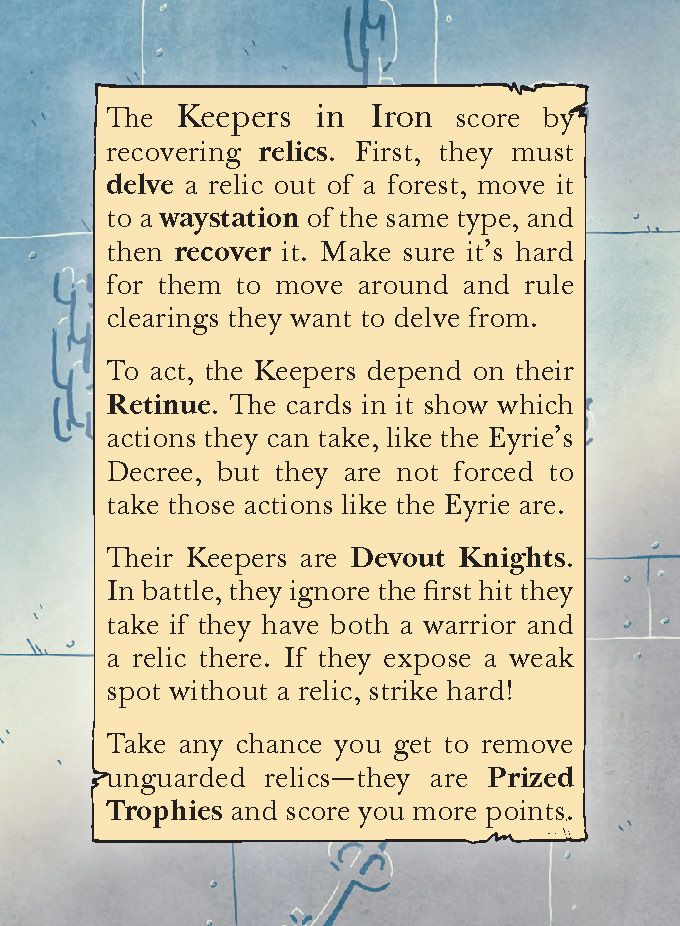 The Keepers in Iron score by
recovering relics. First, they must
delve a relic out of a forest, move it
to a waystation of the same type, and
then recover it. Make sure it's hard
for them to move around and rule
clearings they want to delve from.
To act, the Keepers depend on their
Retinue. The cards in it show which
actions they can take, like the Eyrie's
Decree, but they are not forced to
take those actions like the Eyrie are.
Their Keepers are Devout Knights.
In battle, they ignore the first hit they
take if they have both a warrior and
a relic there. If they expose a weak
spot without a relic, strike hard!
Take any chance you get to remove
unguarded relics—they are Prized
Trophies and score you more points.